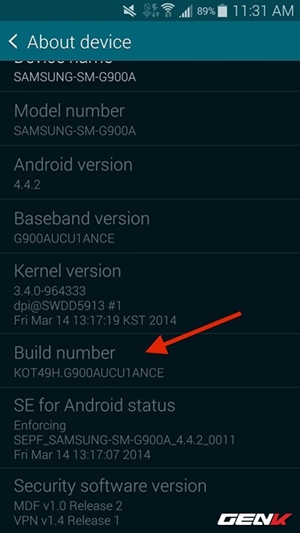 89% 11:31 AM
About device
Device name
SAMSUNG-SM-G900A
Model number
SAMSUNG-SM-G900A
Android version
4.4.2
Baseband version
G900AUCU1ANCE
Kernel version
3.4.0-964333
dpi@SWDD5913 #1
Fri Mar 14 13:17:19 KST 2014
Build number
KOT49H.G900AUCU1ANCE
SE for Android status
Enforcing
SEPF_SAMSUNG-SM-G900A_4.4.2_0011
Fri Mar 14 13:17:07 2014
Security software version
MDF v1.0 Release 2
VPN v1.4 Release 1
GENK